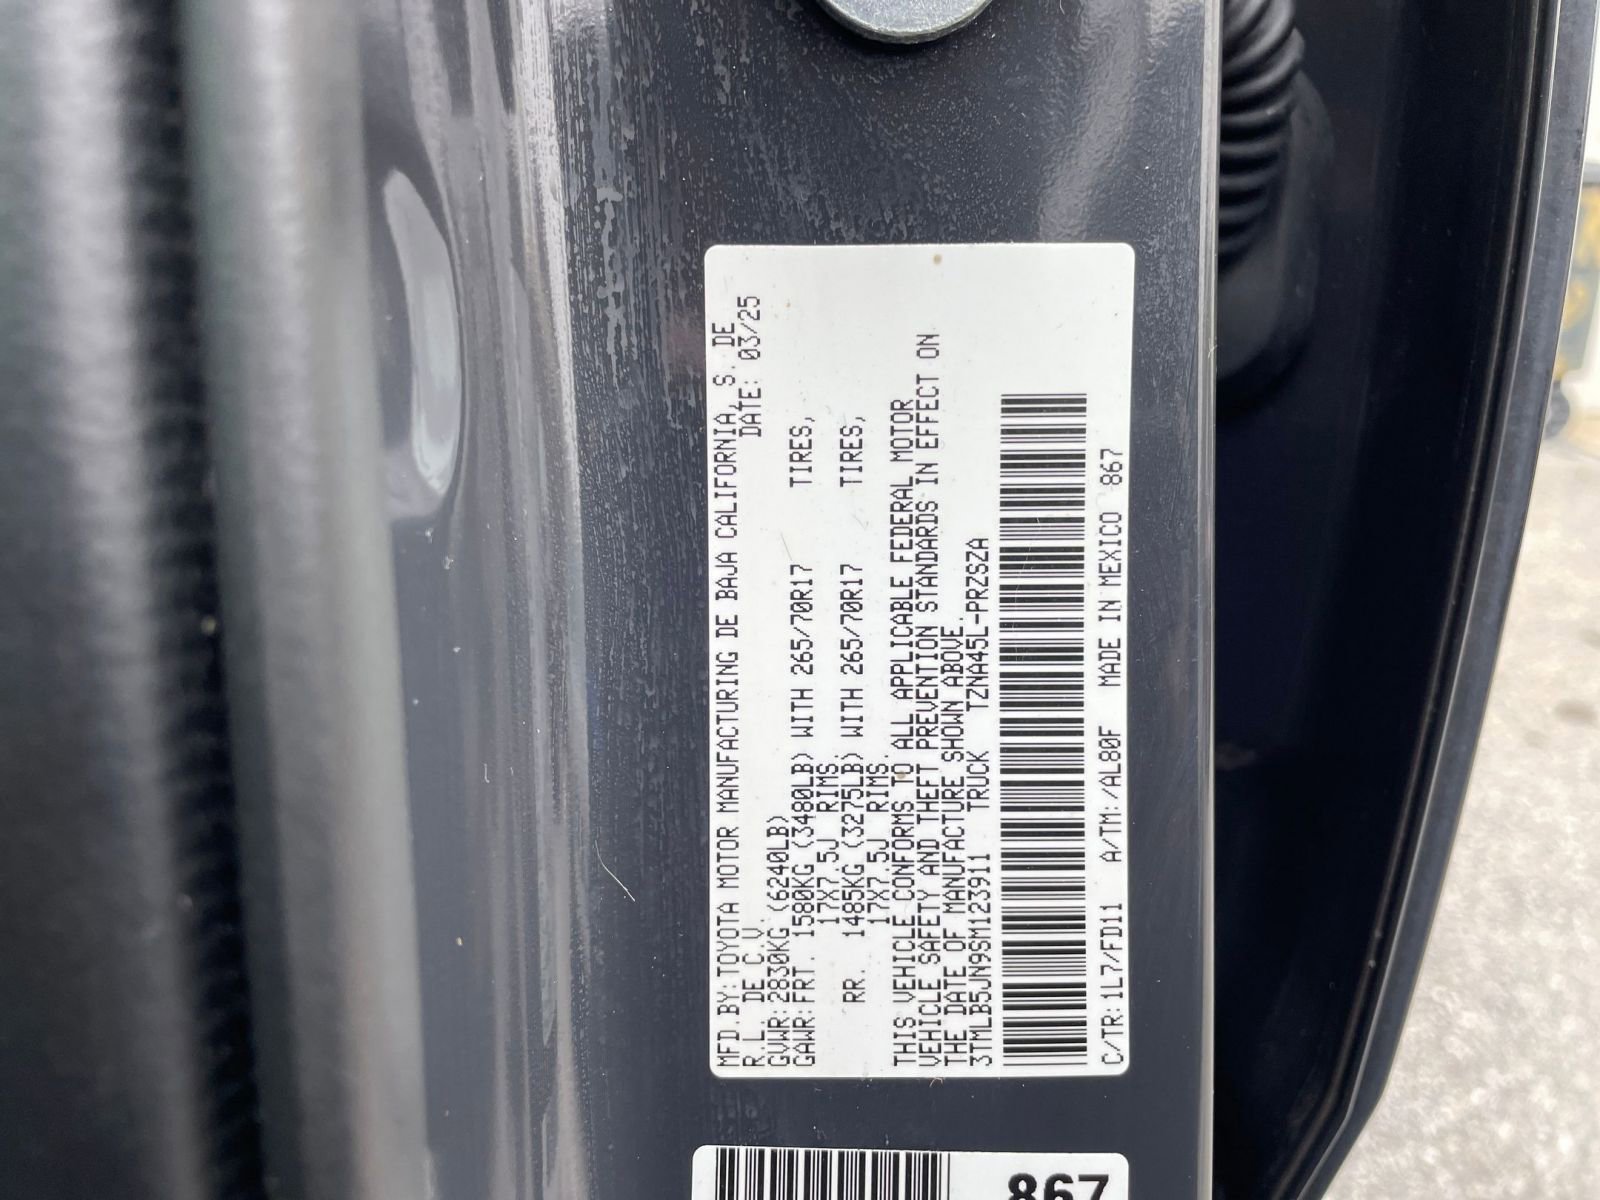 MFD.BY:TOYOTA MOTOR MANUFACTURING DE BAJA CALIFORNIA, S. DE
R.L. DE C.V. DATE: 03/25
GVWR:2830KG (6240LB)
GAWR:FRT. 1580KG (3480LB) WITH 265/70R17 TIRES,
17X7.5J RIMS.
RR. 1485KG (3275LB) WITH 265/70R17 TIRES,
17X7.5J RIMS.
THIS VEHICLE CONFORMS TO ALL APPLICABLE FEDERAL MOTOR
VEHICLE SAFETY AND THEFT PREVENTION STANDARDS IN EFFECT ON
THE DATE OF MANUFACTURE SHOWN ABOVE.
3TMLB5JN9SM123911 TRUCK TZNA45L-PRZSZA
C/TR:1L7/FD11 A/TM:/AL80F MADE IN MEXICO 867
867